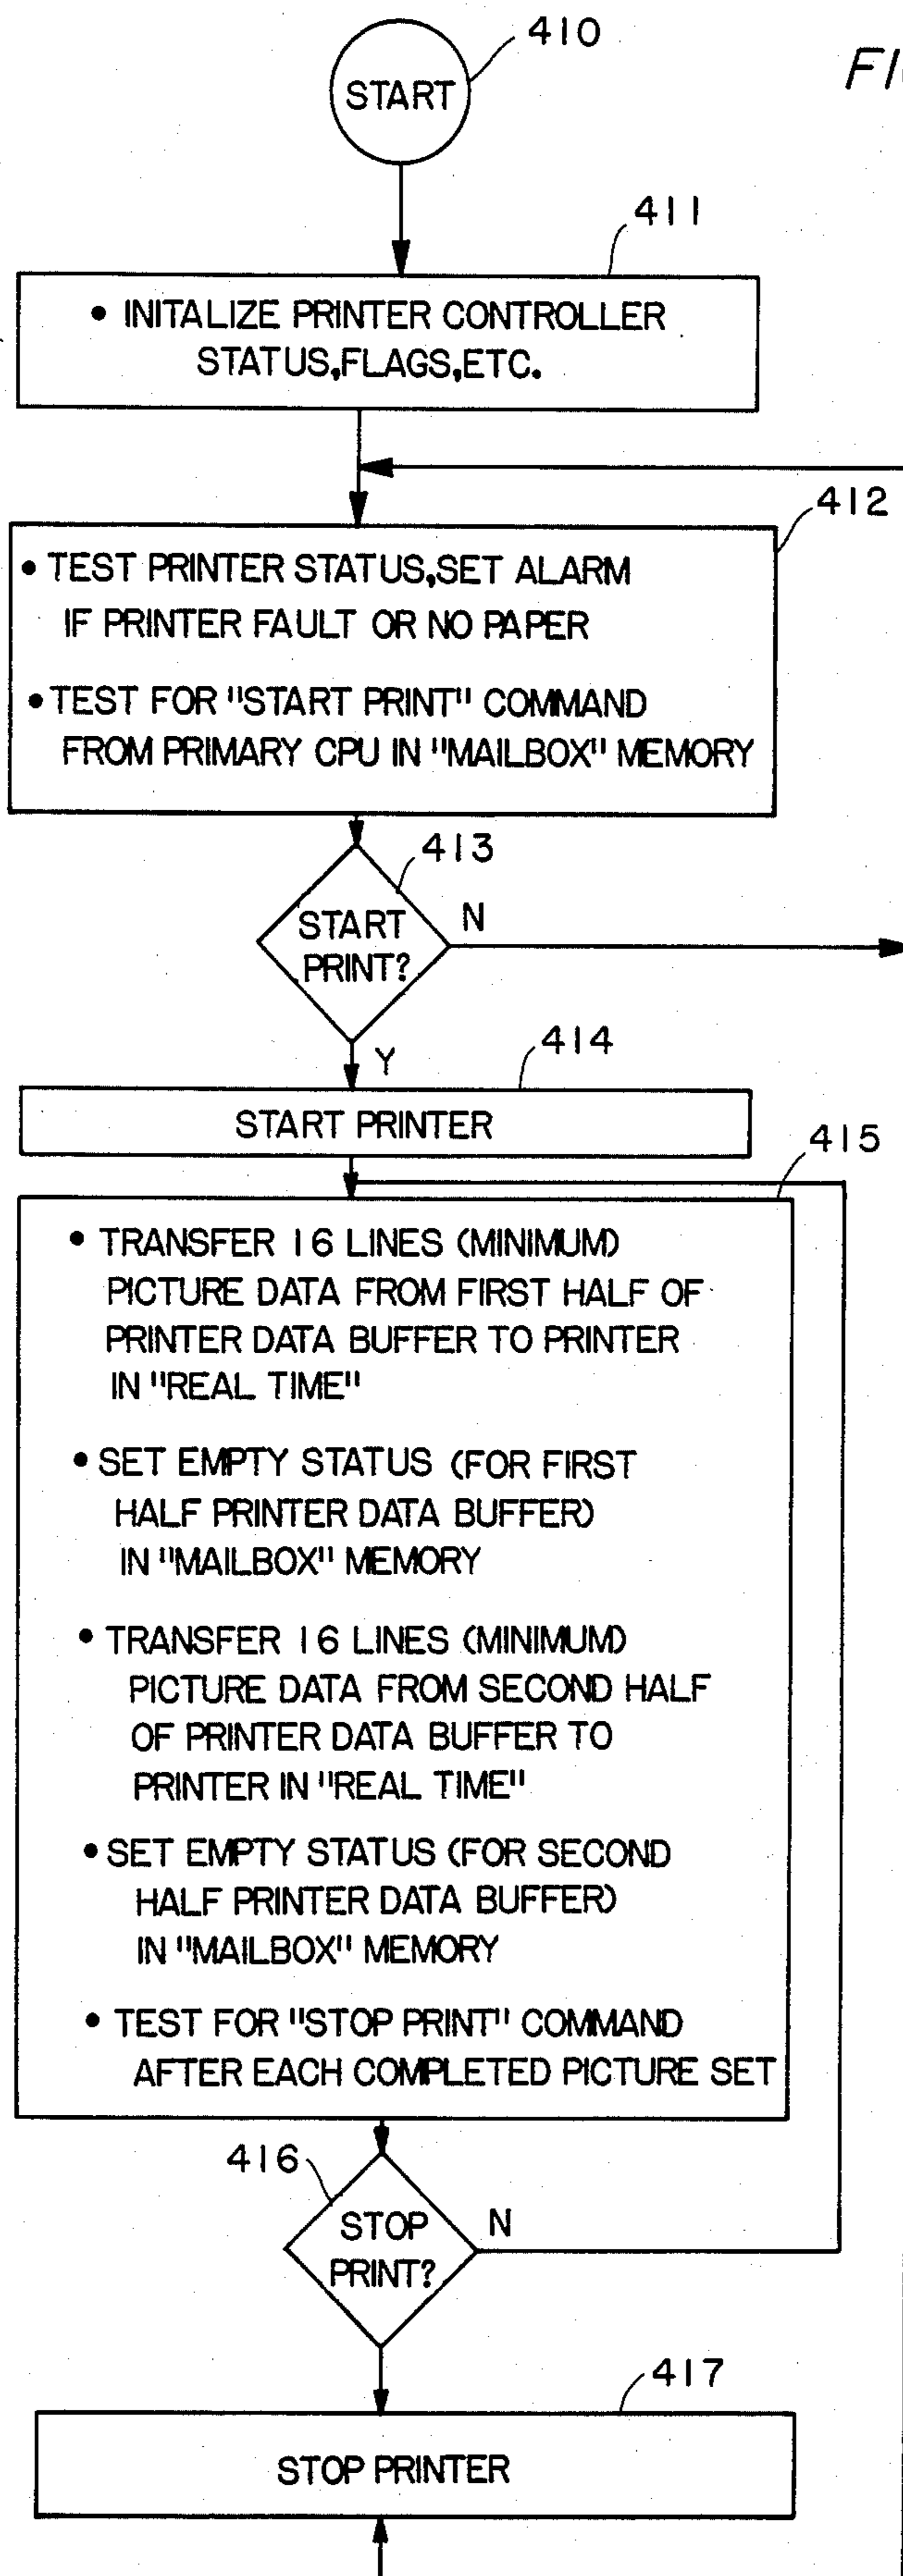 410
FI
START
411
• INITALIZE PRINTER CONTROLLER
STATUS,FLAGS,ETC.
412
• TEST PRINTER STATUS,SET ALARM
IF PRINTER FAULT OR NO PAPER
• TEST FOR "START PRINT" COMMAND
FROM PRIMARY CPU IN "MAILBOX" MEMORY
413
START
PRINT?
N
Y
414
START PRINTER
415
• TRANSFER 16 LINES (MINIMUM)
PICTURE DATA FROM FIRST HALF OF
PRINTER DATA BUFFER TO PRINTER
IN "REAL TIME"
• SET EMPTY STATUS (FOR FIRST
HALF PRINTER DATA BUFFER)
IN "MAILBOX" MEMORY
• TRANSFER 16 LINES (MINIMUM)
PICTURE DATA FROM SECOND HALF
OF PRINTER DATA BUFFER TO
PRINTER IN "REAL TIME"
• SET EMPTY STATUS (FOR SECOND
HALF PRINTER DATA BUFFER)
IN "MAILBOX" MEMORY
• TEST FOR "STOP PRINT" COMMAND
AFTER EACH COMPLETED PICTURE SET
416
STOP
PRINT?
N
417
STOP PRINTER